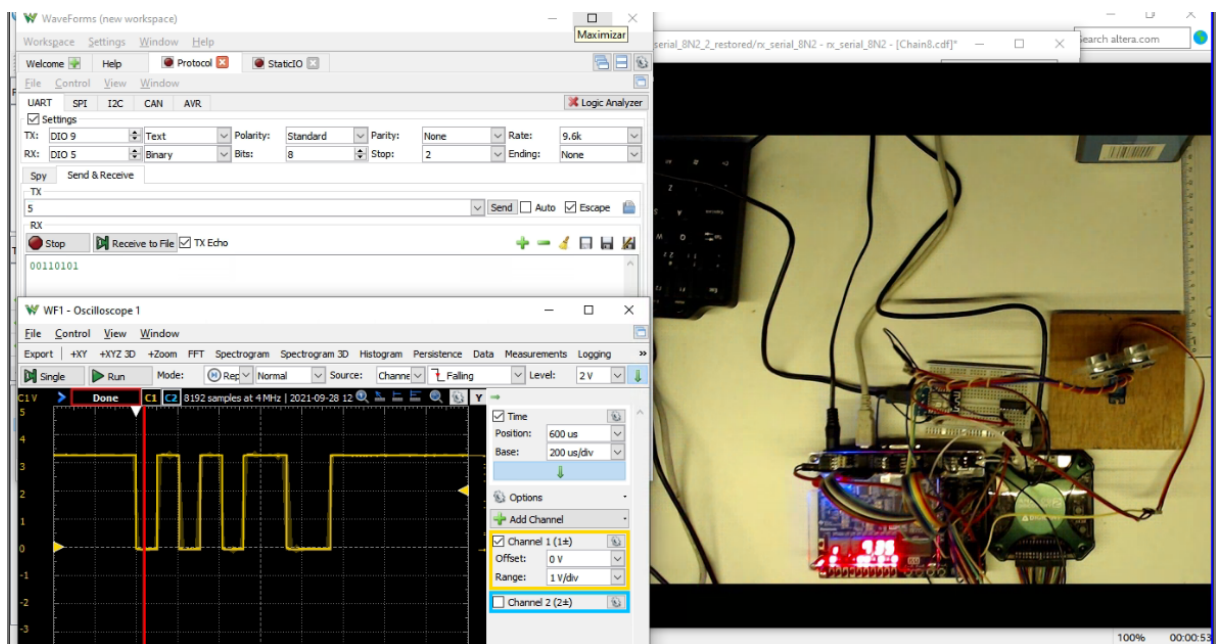 WaveForms (new workspace)
Maximizar
Workspace Settings Window Help
Welcome Help Protocol StaticIO
File Control View Window
UART SPI I2C CAN AVR Logic Analyzer
Settings
TX: DIO 9 Text Polarity: Standard Parity: None Rate: 9.6k
RX: DIO 5 Binary Bits: 8 Stop: 2 Ending: None
Spy Send & Receive
TX
5 Send Auto Escape
RX
Stop Receive to File TX Echo
00110101
WF1 - Oscilloscope 1
File Control View Window
Export +XY +XYZ 3D +Zoom FFT Spectrogram Spectrogram 3D Histogram Persistence Data Measurements Logging »
Single Run Mode: Normal Source: Channe Falling Level: 2 V
C1 V Done C1 C2 8192 samples at 4 MHz | 2021-09-28 12 Y
5
4
3
2
1
0
-1
-2
-3
Time
Position: 600 us
Base: 200 us/div
Options
Add Channel
Channel 1 (1±)
Offset: 0 V
Range: 1 V/div
Channel 2 (2±)
serial_8N2_2_restored/rx_serial_8N2 - rx_serial_8N2 - [Chain8.cdf]*
earch altera.com
100% 00:00:53